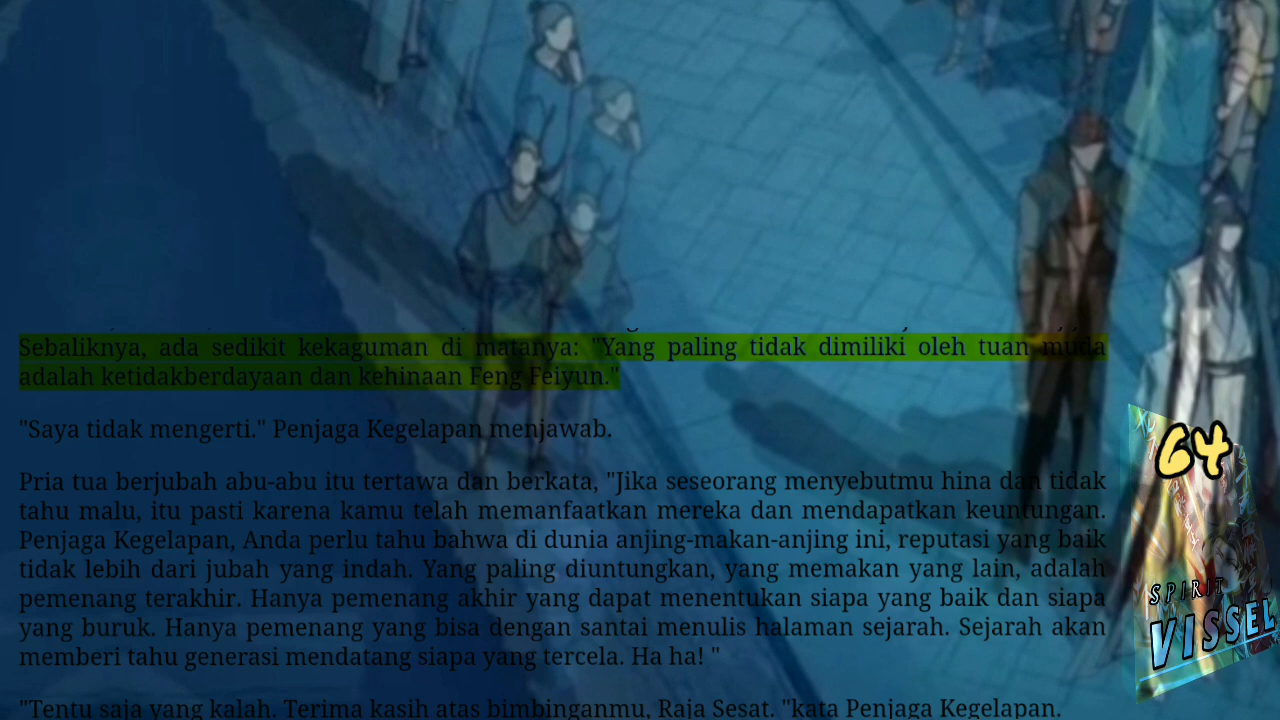 Sebaliknya, ada sedikit kekaguman di matanya: "Yang paling tidak dimiliki oleh tuan muda
adalah ketidakberdayaan dan kehinaan Feng Feiyun."
"Saya tidak mengerti." Penjaga Kegelapan menjawab.
Pria tua berjubah abu-abu itu tertawa dan berkata, "Jika seseorang menyebutmu hina dan tidak
tahu malu, itu pasti karena kamu telah memanfaatkan mereka dan mendapatkan keuntungan.
Penjaga Kegelapan, Anda perlu tahu bahwa di dunia anjing-makan-anjing ini, reputasi yang baik
tidak lebih dari jubah yang indah. Yang paling diuntungkan, yang memakan yang lain, adalah
pemenang terakhir. Hanya pemenang akhir yang dapat menentukan siapa yang baik dan siapa
yang buruk. Hanya pemenang yang bisa dengan santai menulis halaman sejarah. Sejarah akan
memberi tahu generasi mendatang siapa yang tercela. Ha ha! "
"Tentu saja yang kalah. Terima kasih atas bimbinganmu, Raja Sesat. "kata Penjaga Kegelapan.
64
SPIRIT
VISSEL